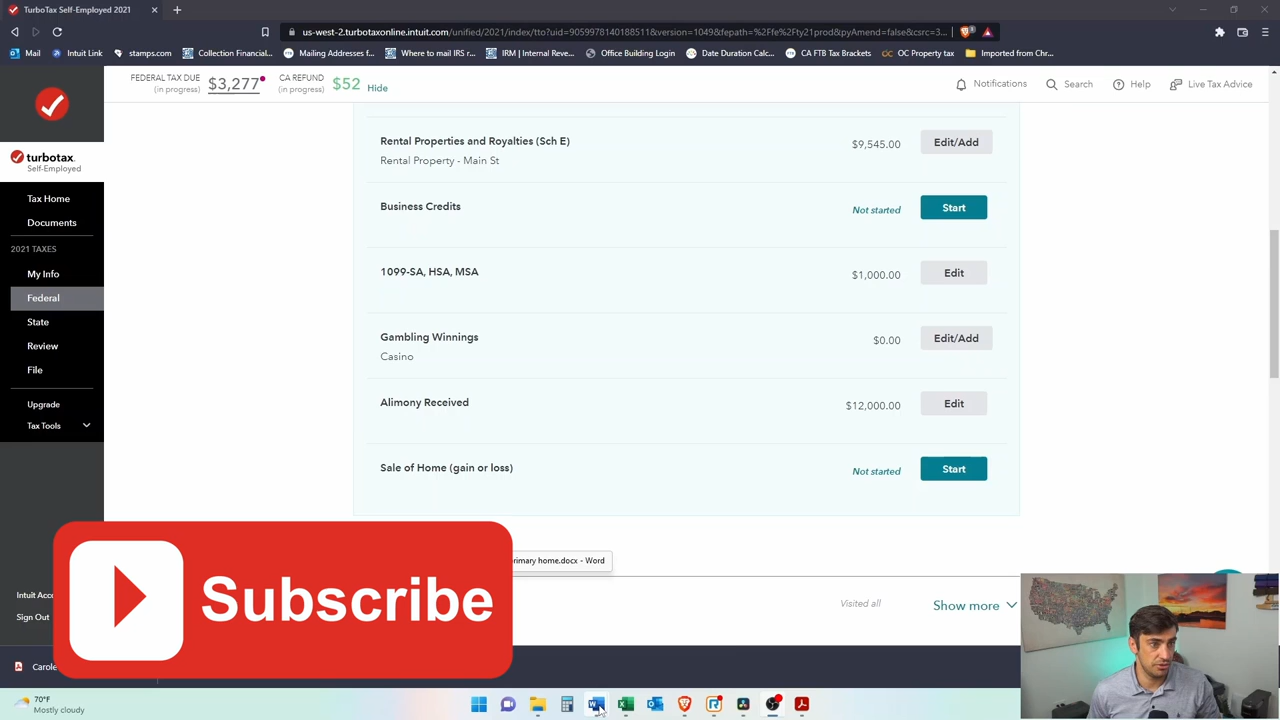 TurboTax Self-Employed 2021
us-west-2.turbotaxonline.intuit.com/unified/2021/index/tto?uid=9059978140188511&version=1049&fepath=%2Ffe%2Fty21prod&pyAmend=false&csrc=3...
Mail
Intuit Link
stamps.com
Collection Financial...
Mailing Addresses f...
Where to mail IRS r...
IRM | Internal Reve...
Office Building Login
Date Duration Calc...
CA FTB Tax Brackets
OC Property tax
Imported from Chr...
FEDERAL TAX DUE
(in progress)
$3,277
CA REFUND
(in progress)
$52
Hide
Notifications
Search
Help
Live Tax Advice
turbotax
Self-Employed
Tax Home
Documents
2021 TAXES
My Info
Federal
State
Review
File
Upgrade
Tax Tools
Rental Properties and Royalties (Sch E)
Rental Property - Main St
$9,545.00
Edit/Add
Business Credits
Not started
Start
1099-SA, HSA, MSA
$1,000.00
Edit
Gambling Winnings
Casino
$0.00
Edit/Add
Alimony Received
$12,000.00
Edit
Sale of Home (gain or loss)
Not started
Start
rimary home.docx - Word
Subscribe
Visited all
Show more
Intuit Acco
Sign Out
Carole
70°F
Mostly cloudy